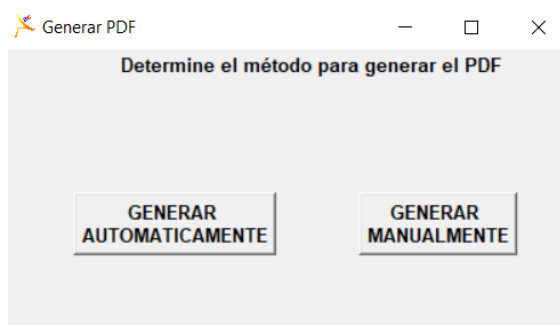 Generar PDF
Determine el método para generar el PDF
GENERAR
AUTOMATICAMENTE
GENERAR
MANUALMENTE